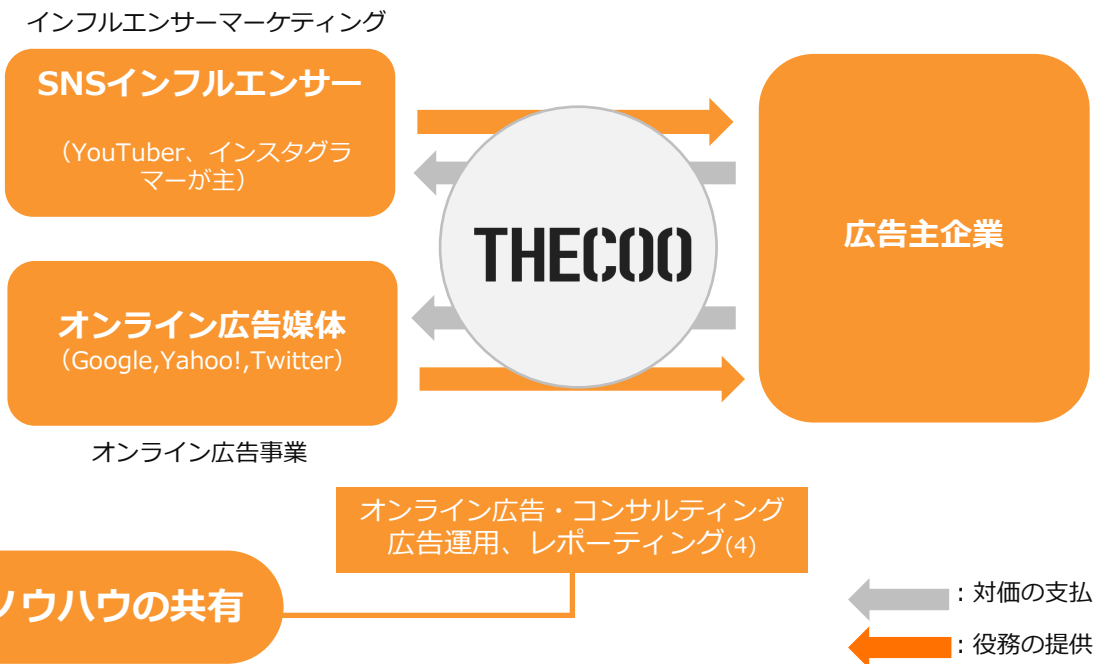 インフルエンサーマーケティング
SNSインフルエンサー
（YouTuber、インスタグラ
マーが主）
THECOO
広告主企業
オンライン広告媒体
（Google,Yahoo!,Twitter）
オンライン広告事業
オンライン広告・コンサルティング
広告運用、レポーティング(4)
ノウハウの共有
：対価の支払
：役務の提供